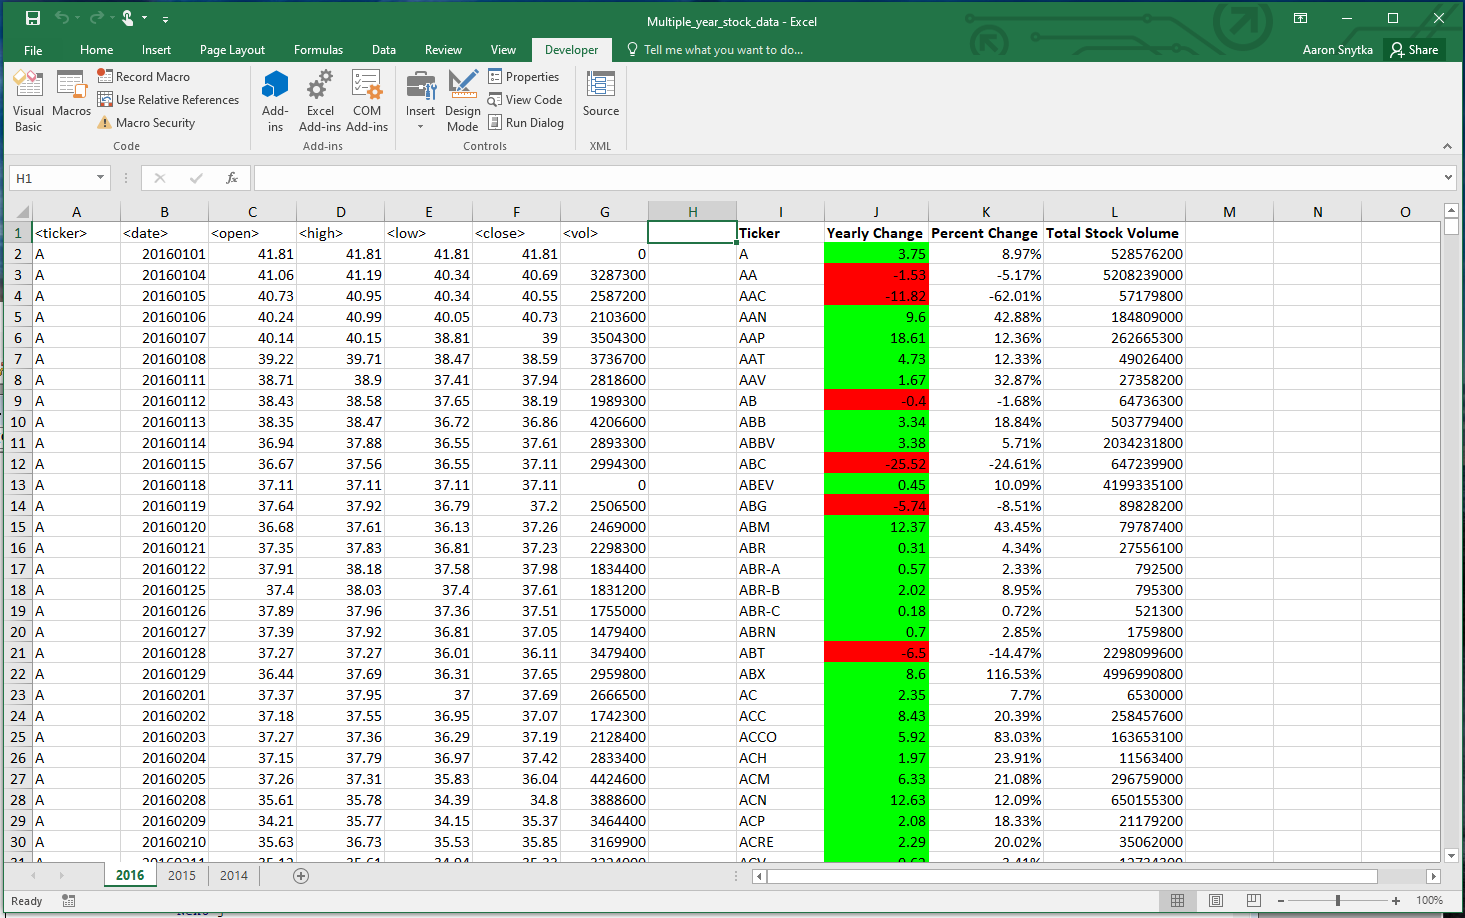 Multiple_year_stock_data - Excel
File Home Insert Page Layout Formulas Data Review View Developer Tell me what you want to do... Aaron Snytka Share
Visual Basic
Macros
Record Macro
Use Relative References
Macro Security
Code
Add-ins
Excel Add-ins
COM Add-ins
Add-ins
Insert
Design Mode
Properties
View Code
Run Dialog
Controls
Source
XML
H1 fx
A B C D E F G H I J K L M N O
1 <ticker> <date> <open> <high> <low> <close> <vol> Ticker Yearly Change Percent Change Total Stock Volume
2 A 20160101 41.81 41.81 41.81 41.81 0 A 3.75 8.97% 528576200
3 A 20160104 41.06 41.19 40.34 40.69 3287300 AA -1.53 -5.17% 5208239000
4 A 20160105 40.73 40.95 40.34 40.55 2587200 AAC -11.82 -62.01% 57179800
5 A 20160106 40.24 40.99 40.05 40.73 2103600 AAN 9.6 42.88% 184809000
6 A 20160107 40.14 40.15 38.81 39 3504300 AAP 18.61 12.36% 262665300
7 A 20160108 39.22 39.71 38.47 38.59 3736700 AAT 4.73 12.33% 49026400
8 A 20160111 38.71 38.9 37.41 37.94 2818600 AAV 1.67 32.87% 27358200
9 A 20160112 38.43 38.58 37.65 38.19 1989300 AB -0.4 -1.68% 64736300
10 A 20160113 38.35 38.47 36.72 36.86 4206600 ABB 3.34 18.84% 503779400
11 A 20160114 36.94 37.88 36.55 37.61 2893300 ABBV 3.38 5.71% 2034231800
12 A 20160115 36.67 37.56 36.55 37.11 2994300 ABC -25.52 -24.61% 647239900
13 A 20160118 37.11 37.11 37.11 37.11 0 ABEV 0.45 10.09% 4199335100
14 A 20160119 37.64 37.92 36.79 37.2 2506500 ABG -5.74 -8.51% 89828200
15 A 20160120 36.68 37.61 36.13 37.26 2469000 ABM 12.37 43.45% 79787400
16 A 20160121 37.35 37.83 36.81 37.23 2298300 ABR 0.31 4.34% 27556100
17 A 20160122 37.91 38.18 37.58 37.98 1834400 ABR-A 0.57 2.33% 792500
18 A 20160125 37.4 38.03 37.4 37.61 1831200 ABR-B 2.02 8.95% 795300
19 A 20160126 37.89 37.96 37.36 37.51 1755000 ABR-C 0.18 0.72% 521300
20 A 20160127 37.39 37.92 36.81 37.05 1479400 ABRN 0.7 2.85% 1759800
21 A 20160128 37.27 37.27 36.01 36.11 3479400 ABT -6.5 -14.47% 2298099600
22 A 20160129 36.44 37.69 36.31 37.65 2959800 ABX 8.6 116.53% 4996990800
23 A 20160201 37.37 37.95 37 37.69 2666500 AC 2.35 7.7% 6530000
24 A 20160202 37.18 37.55 36.95 37.07 1742300 ACC 8.43 20.39% 258457600
25 A 20160203 37.27 37.36 36.29 37.19 2128400 ACCO 5.92 83.03% 163653100
26 A 20160204 37.15 37.79 36.97 37.42 2833400 ACH 1.97 23.91% 11563400
27 A 20160205 37.26 37.31 35.83 36.04 4424600 ACM 6.33 21.08% 296759000
28 A 20160208 35.61 35.78 34.39 34.8 3888600 ACN 12.63 12.09% 650155300
29 A 20160209 34.21 35.77 34.15 35.37 3464400 ACP 2.08 18.33% 21179200
30 A 20160210 35.63 36.73 35.53 35.85 3169900 ACRE 2.29 20.02% 35062000
2016 2015 2014
Ready 100%